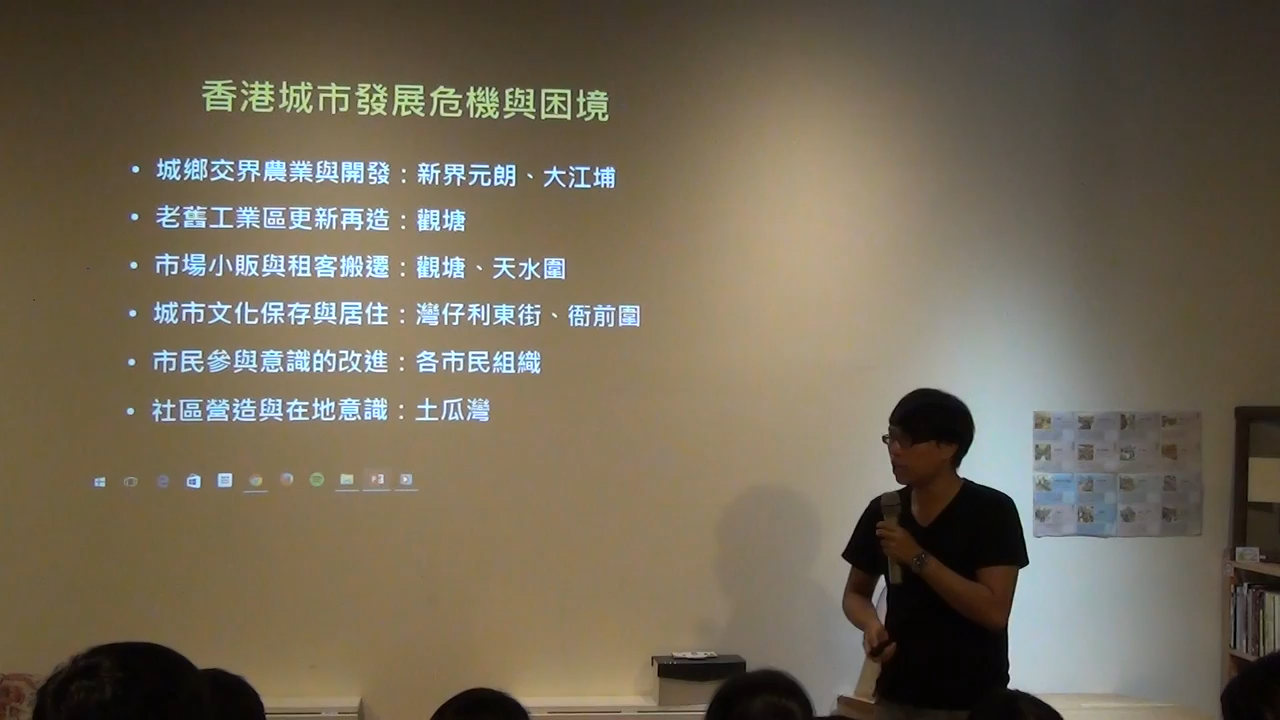 香港城市發展危機與困境
• 城鄉交界農業與開發：新界元朗、大江埔
• 老舊工業區更新再造：觀塘
• 市場小販與租客搬遷：觀塘、天水圍
• 城市文化保存與居住：灣仔利東街、衙前圍
• 市民參與意識的改進：各市民組織
• 社區營造與在地意識：土瓜灣